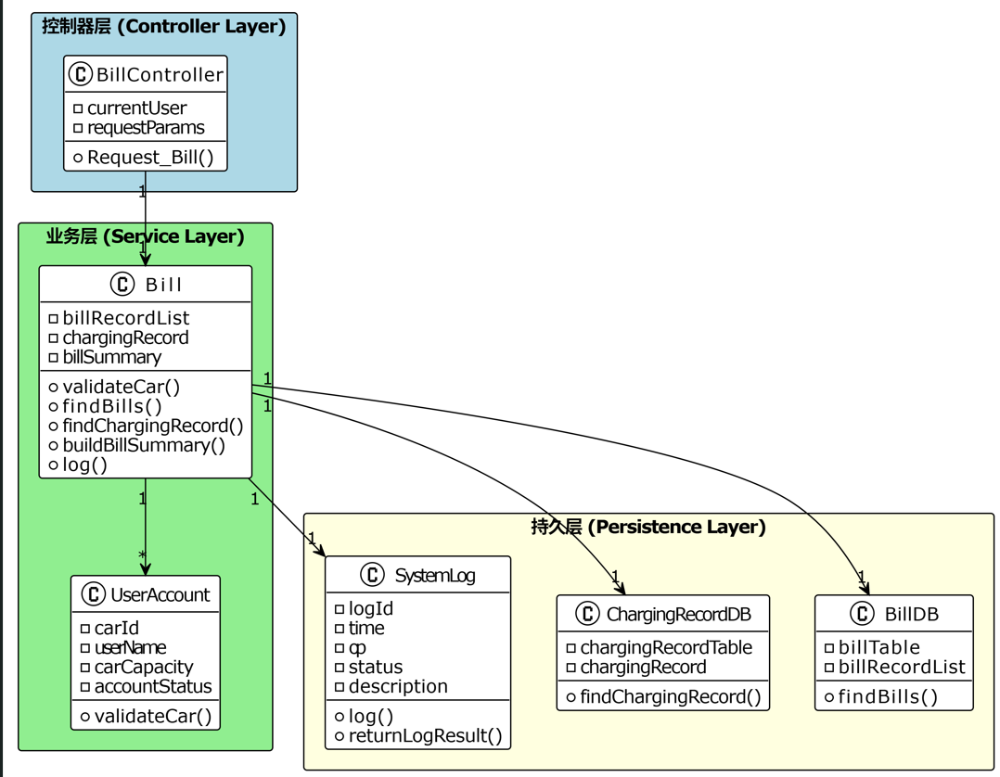 控制器层 (Controller Layer)
C BillController
currentUser
requestParams
Request_Bill()
1
1
业务层 (Service Layer)
C Bill
billRecordList
chargingRecord
billSummary
validateCar()
findBills()
findChargingRecord()
buildBillSummary()
log()
1
1
1
1
*
C UserAccount
carId
userName
carCapacity
accountStatus
validateCar()
持久层 (Persistence Layer)
1
1
1
C SystemLog
logId
time
op
status
description
log()
returnLogResult()
C ChargingRecordDB
chargingRecordTable
chargingRecord
findChargingRecord()
C BillDB
billTable
billRecordList
findBills()